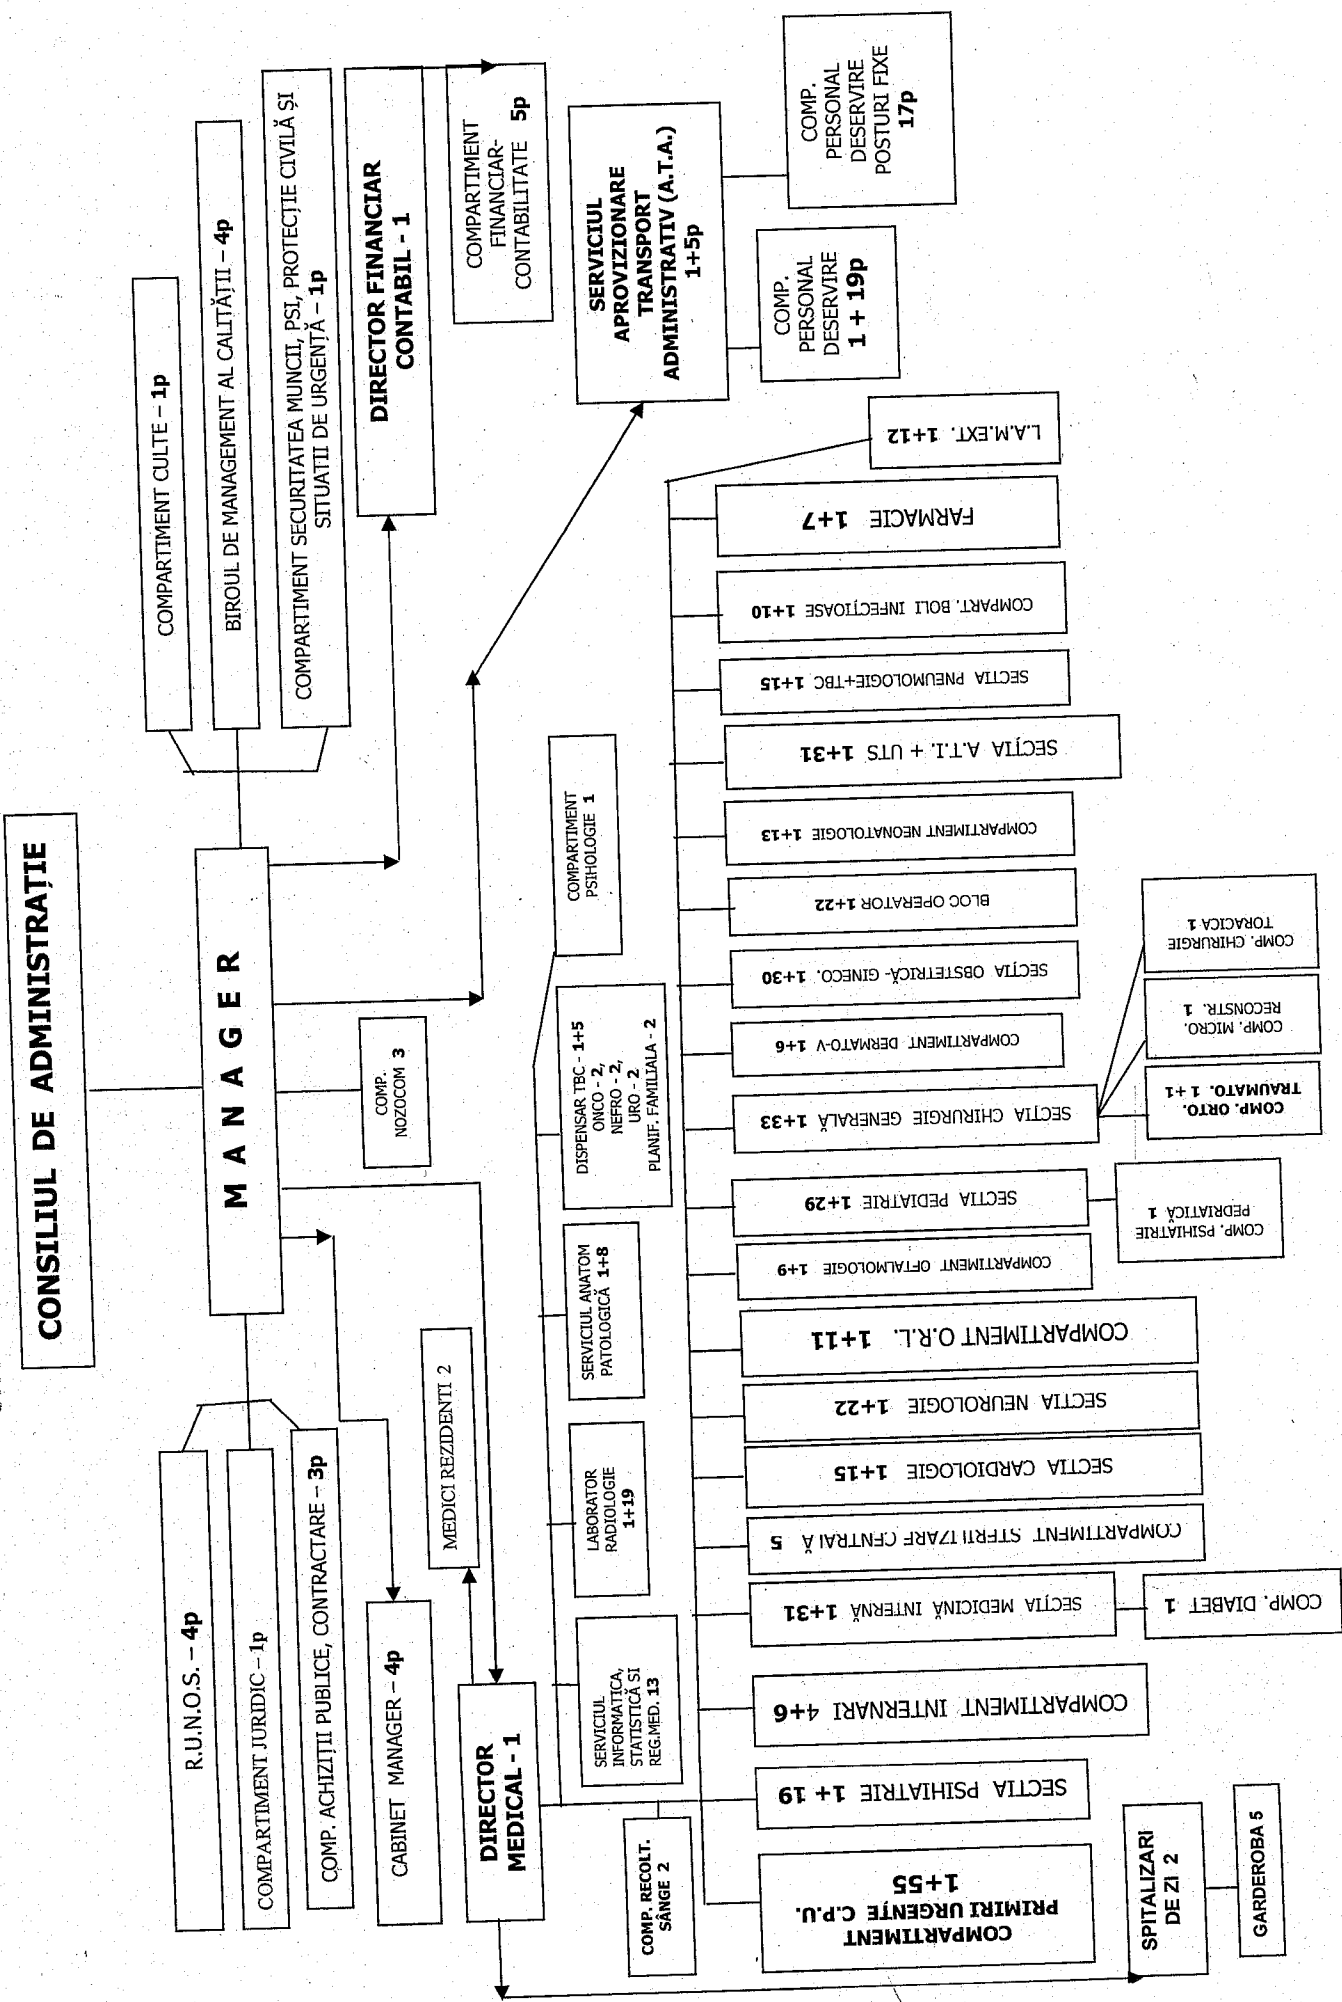 CONSILIUL DE ADMINISTRAȚIE
M A N A G E R
R.U.N.O.S. – 4p
COMPARTIMENT JURIDIC – 1p
COMP. ACHIZIȚII PUBLICE, CONTRACTARE – 3p
CABINET MANAGER – 4p
COMPARTIMENT CULTE – 1p
BIROUL DE MANAGEMENT AL CALITĂȚII – 4p
COMPARTIMENT SECURITATEA MUNCII, PSI, PROTECȚIE CIVILĂ ȘI
SITUATII DE URGENȚĂ – 1p
DIRECTOR FINANCIAR
CONTABIL - 1
COMPARTIMENT
FINANCIAR-
CONTABILITATE 5p
COMP.
NOZOCOM 3
MEDICI REZIDENTI 2
DIRECTOR
MEDICAL - 1
SERVICIUL
APROVIZIONARE
TRANSPORT
ADMINISTRATIV (A.T.A.)
1+5p
COMP.
PERSONAL
DESERVIRE
1 + 19p
COMP.
PERSONAL
DESERVIRE
POSTURI FIXE
17p
SERVICIUL
INFORMATICA,
STATISTICĂ SI
REG.MED. 13
LABORATOR
RADIOLOGIE
1+19
SERVICIUL ANATOM
PATOLOGICĂ 1+8
DISPENSAR TBC - 1+5
ONCO - 2,
NEFRO - 2,
URO - 2
PLANIF. FAMILIALA - 2
COMPARTIMENT
PSIHOLOGIE 1
COMP. RECOLT.
SÂNGE 2
COMPARTIMENT
PRIMIRI URGENȚE C.P.U.
1+55
SECTIA PSIHIATRIE 1+ 19
COMPARTIMENT INTERNARI 4+6
SECȚIA MEDICINĂ INTERNĂ 1+31
COMP. DIABET 1
COMPARTIMENT STERILIZARE CENTRALĂ 5
SECTIA CARDIOLOGIE 1+15
SECTIA NEUROLOGIE 1+22
COMPARTIMENT O.R.L. 1+11
COMPARTIMENT OFTALMOLOGIE 1+9
SECTIA PEDIATRIE 1+29
COMP. PSIHIATRIE
PEDRIATICĂ 1
SECȚIA CHIRURGIE GENERALĂ 1+33
COMP. ORTO.
TRAUMATO. 1+1
COMP. MICRO.
RECONSTR. 1
COMP. CHIRURGIE
TORACICA 1
COMPARTIMENT DERMATO-V 1+6
SECȚIA OBSTETRICĂ- GINECO. 1+30
BLOC OPERATOR 1+22
COMPARTIMENT NEONATOLOGIE 1+13
SECȚIA A.T.I. + UTS 1+31
SECTIA PNEUMOLOGIE+TBC 1+15
COMPART. BOLI INFECȚIOASE 1+10
FARMACIE 1+7
L.A.M.EXT. 1+12
SPITALIZARI
DE ZI 2
GARDEROBA 5